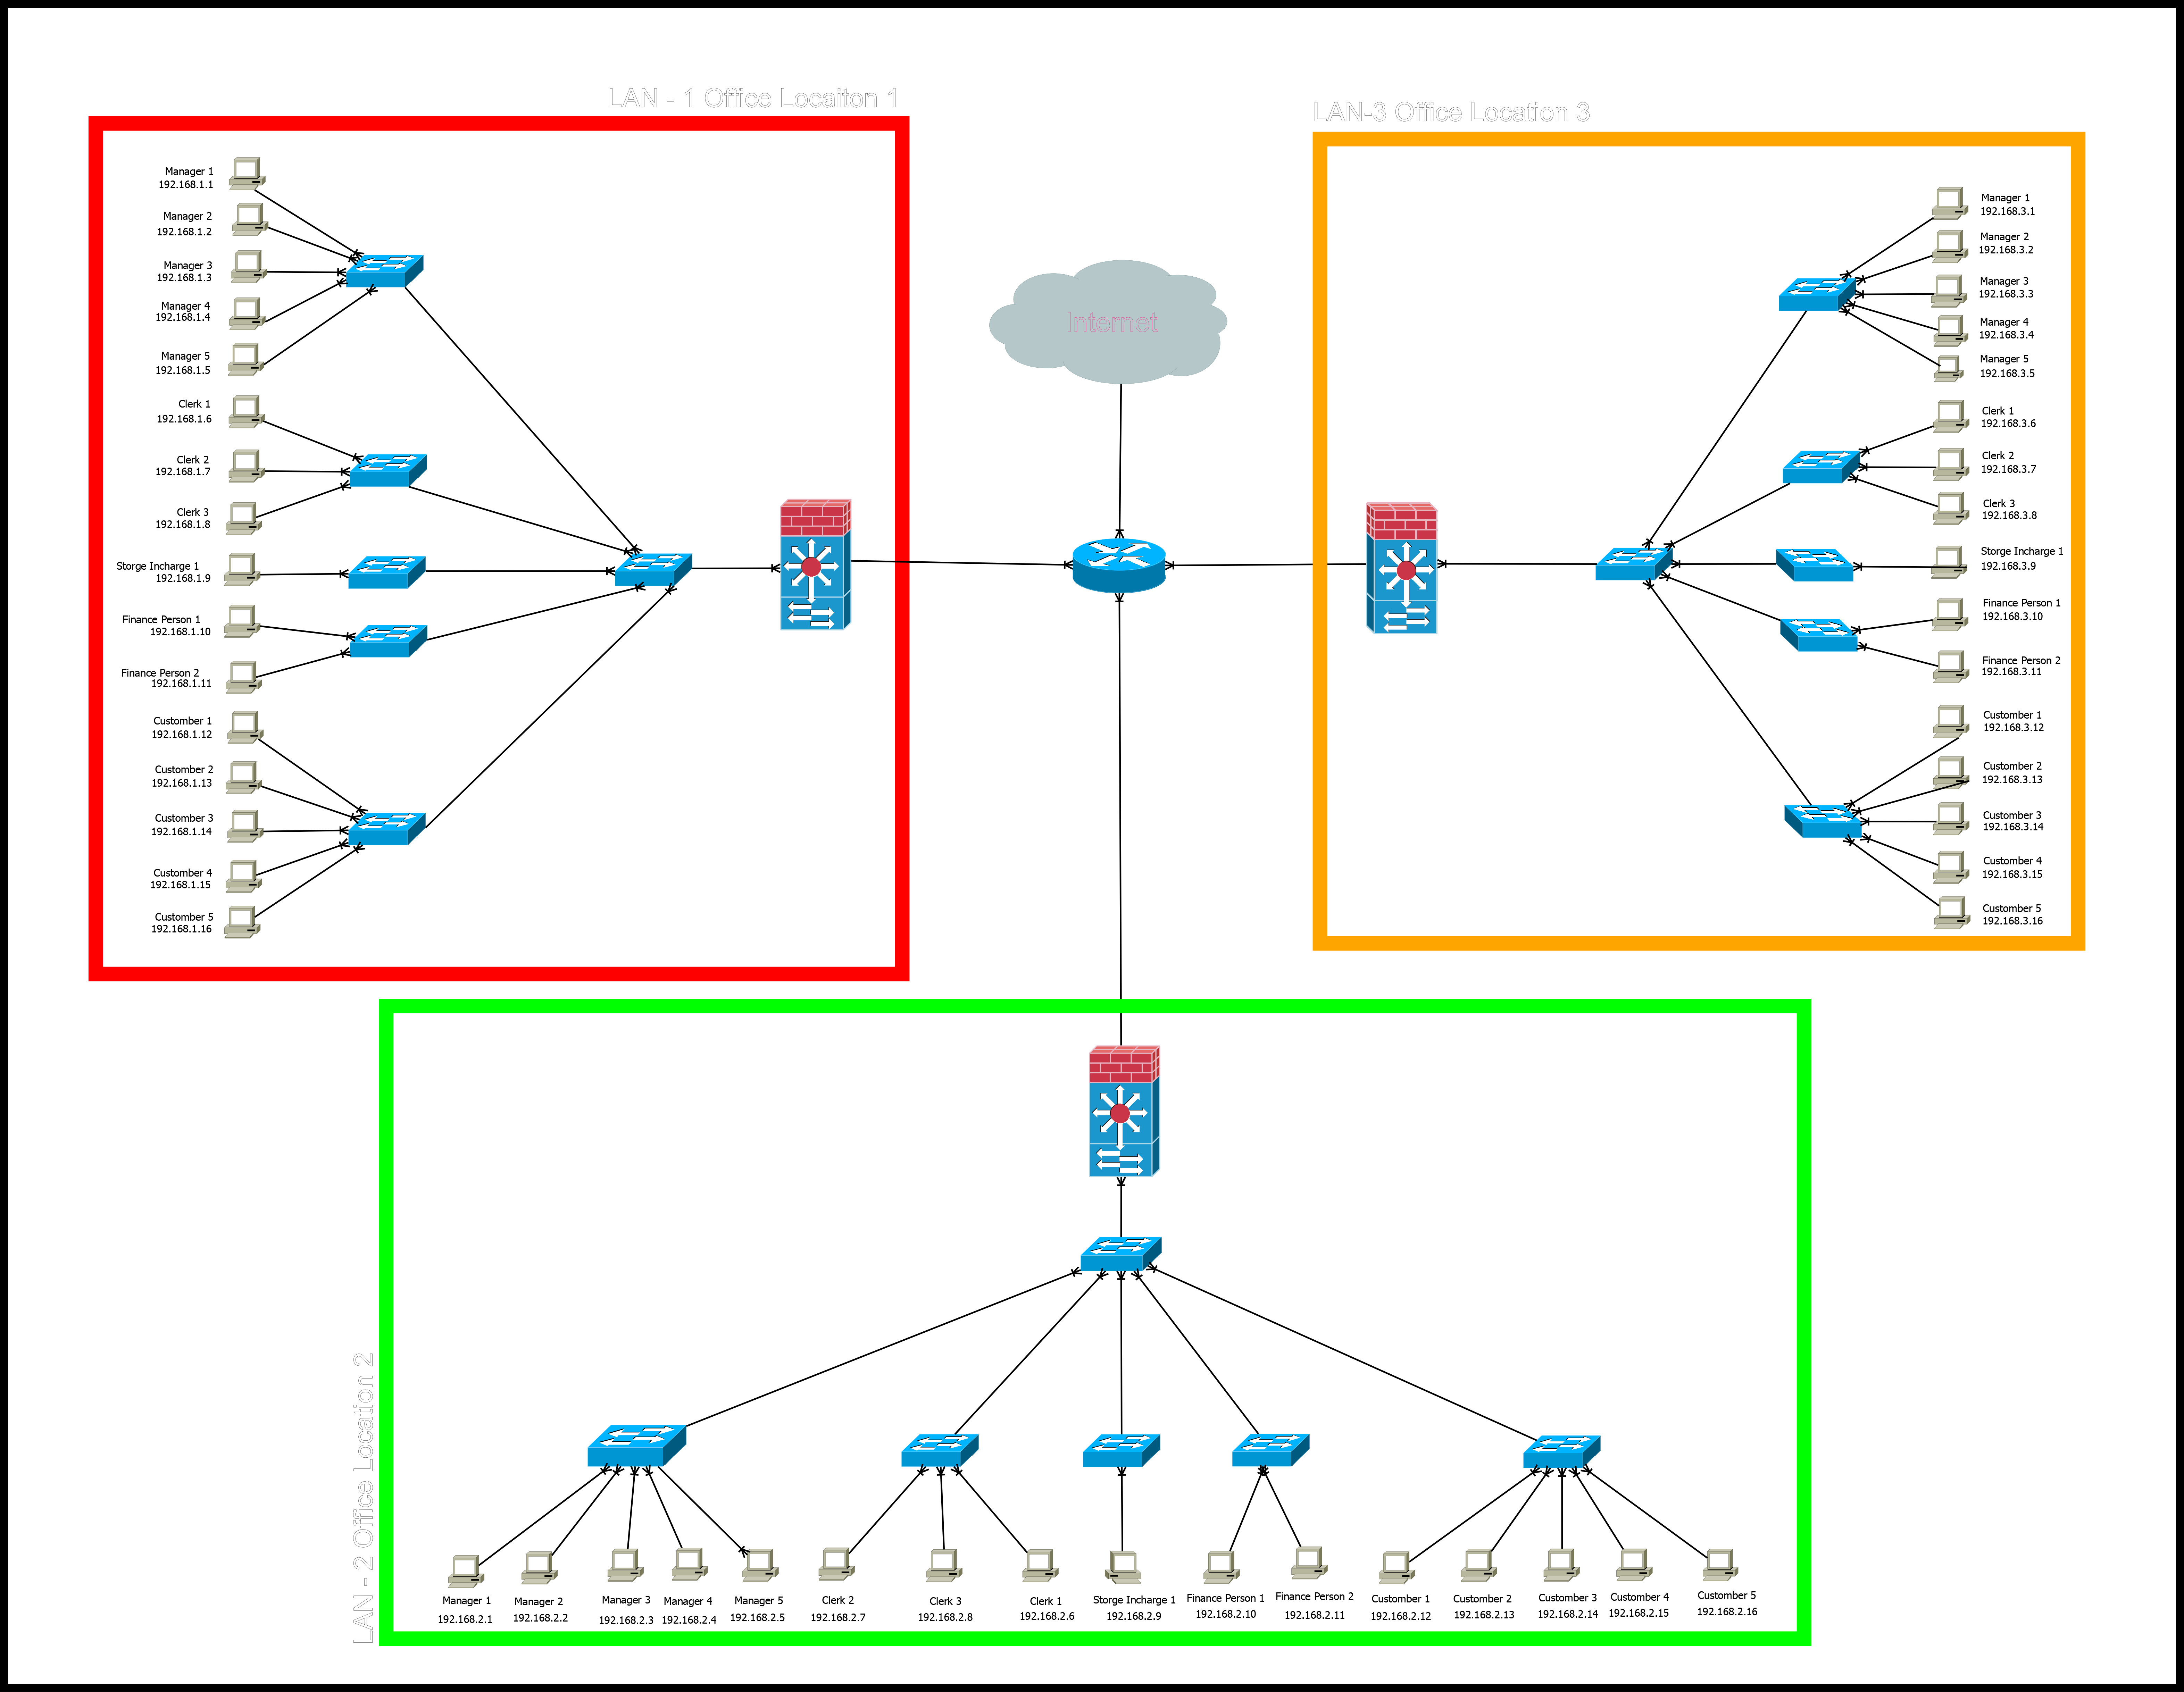 LAN - 1 Office Locaiton 1
Manager 1
192.168.1.1
Manager 2
192.168.1.2
Manager 3
192.168.1.3
Manager 4
192.168.1.4
Manager 5
192.168.1.5
Clerk 1
192.168.1.6
Clerk 2
192.168.1.7
Clerk 3
192.168.1.8
Storge Incharge 1
192.168.1.9
Finance Person 1
192.168.1.10
Finance Person 2
192.168.1.11
Customber 1
192.168.1.12
Customber 2
192.168.1.13
Customber 3
192.168.1.14
Customber 4
192.168.1.15
Customber 5
192.168.1.16
Internet
LAN-3 Office Location 3
Manager 1
192.168.3.1
Manager 2
192.168.3.2
Manager 3
192.168.3.3
Manager 4
192.168.3.4
Manager 5
192.168.3.5
Clerk 1
192.168.3.6
Clerk 2
192.168.3.7
Clerk 3
192.168.3.8
Storge Incharge 1
192.168.3.9
Finance Person 1
192.168.3.10
Finance Person 2
192.168.3.11
Customber 1
192.168.3.12
Customber 2
192.168.3.13
Customber 3
192.168.3.14
Customber 4
192.168.3.15
Customber 5
192.168.3.16
LAN - 2 Office Location 2
Manager 1
192.168.2.1
Manager 2
192.168.2.2
Manager 3
192.168.2.3
Manager 4
192.168.2.4
Manager 5
192.168.2.5
Clerk 2
192.168.2.7
Clerk 3
192.168.2.8
Clerk 1
192.168.2.6
Storge Incharge 1
192.168.2.9
Finance Person 1
192.168.2.10
Finance Person 2
192.168.2.11
Customber 1
192.168.2.12
Customber 2
192.168.2.13
Customber 3
192.168.2.14
Customber 4
192.168.2.15
Customber 5
192.168.2.16